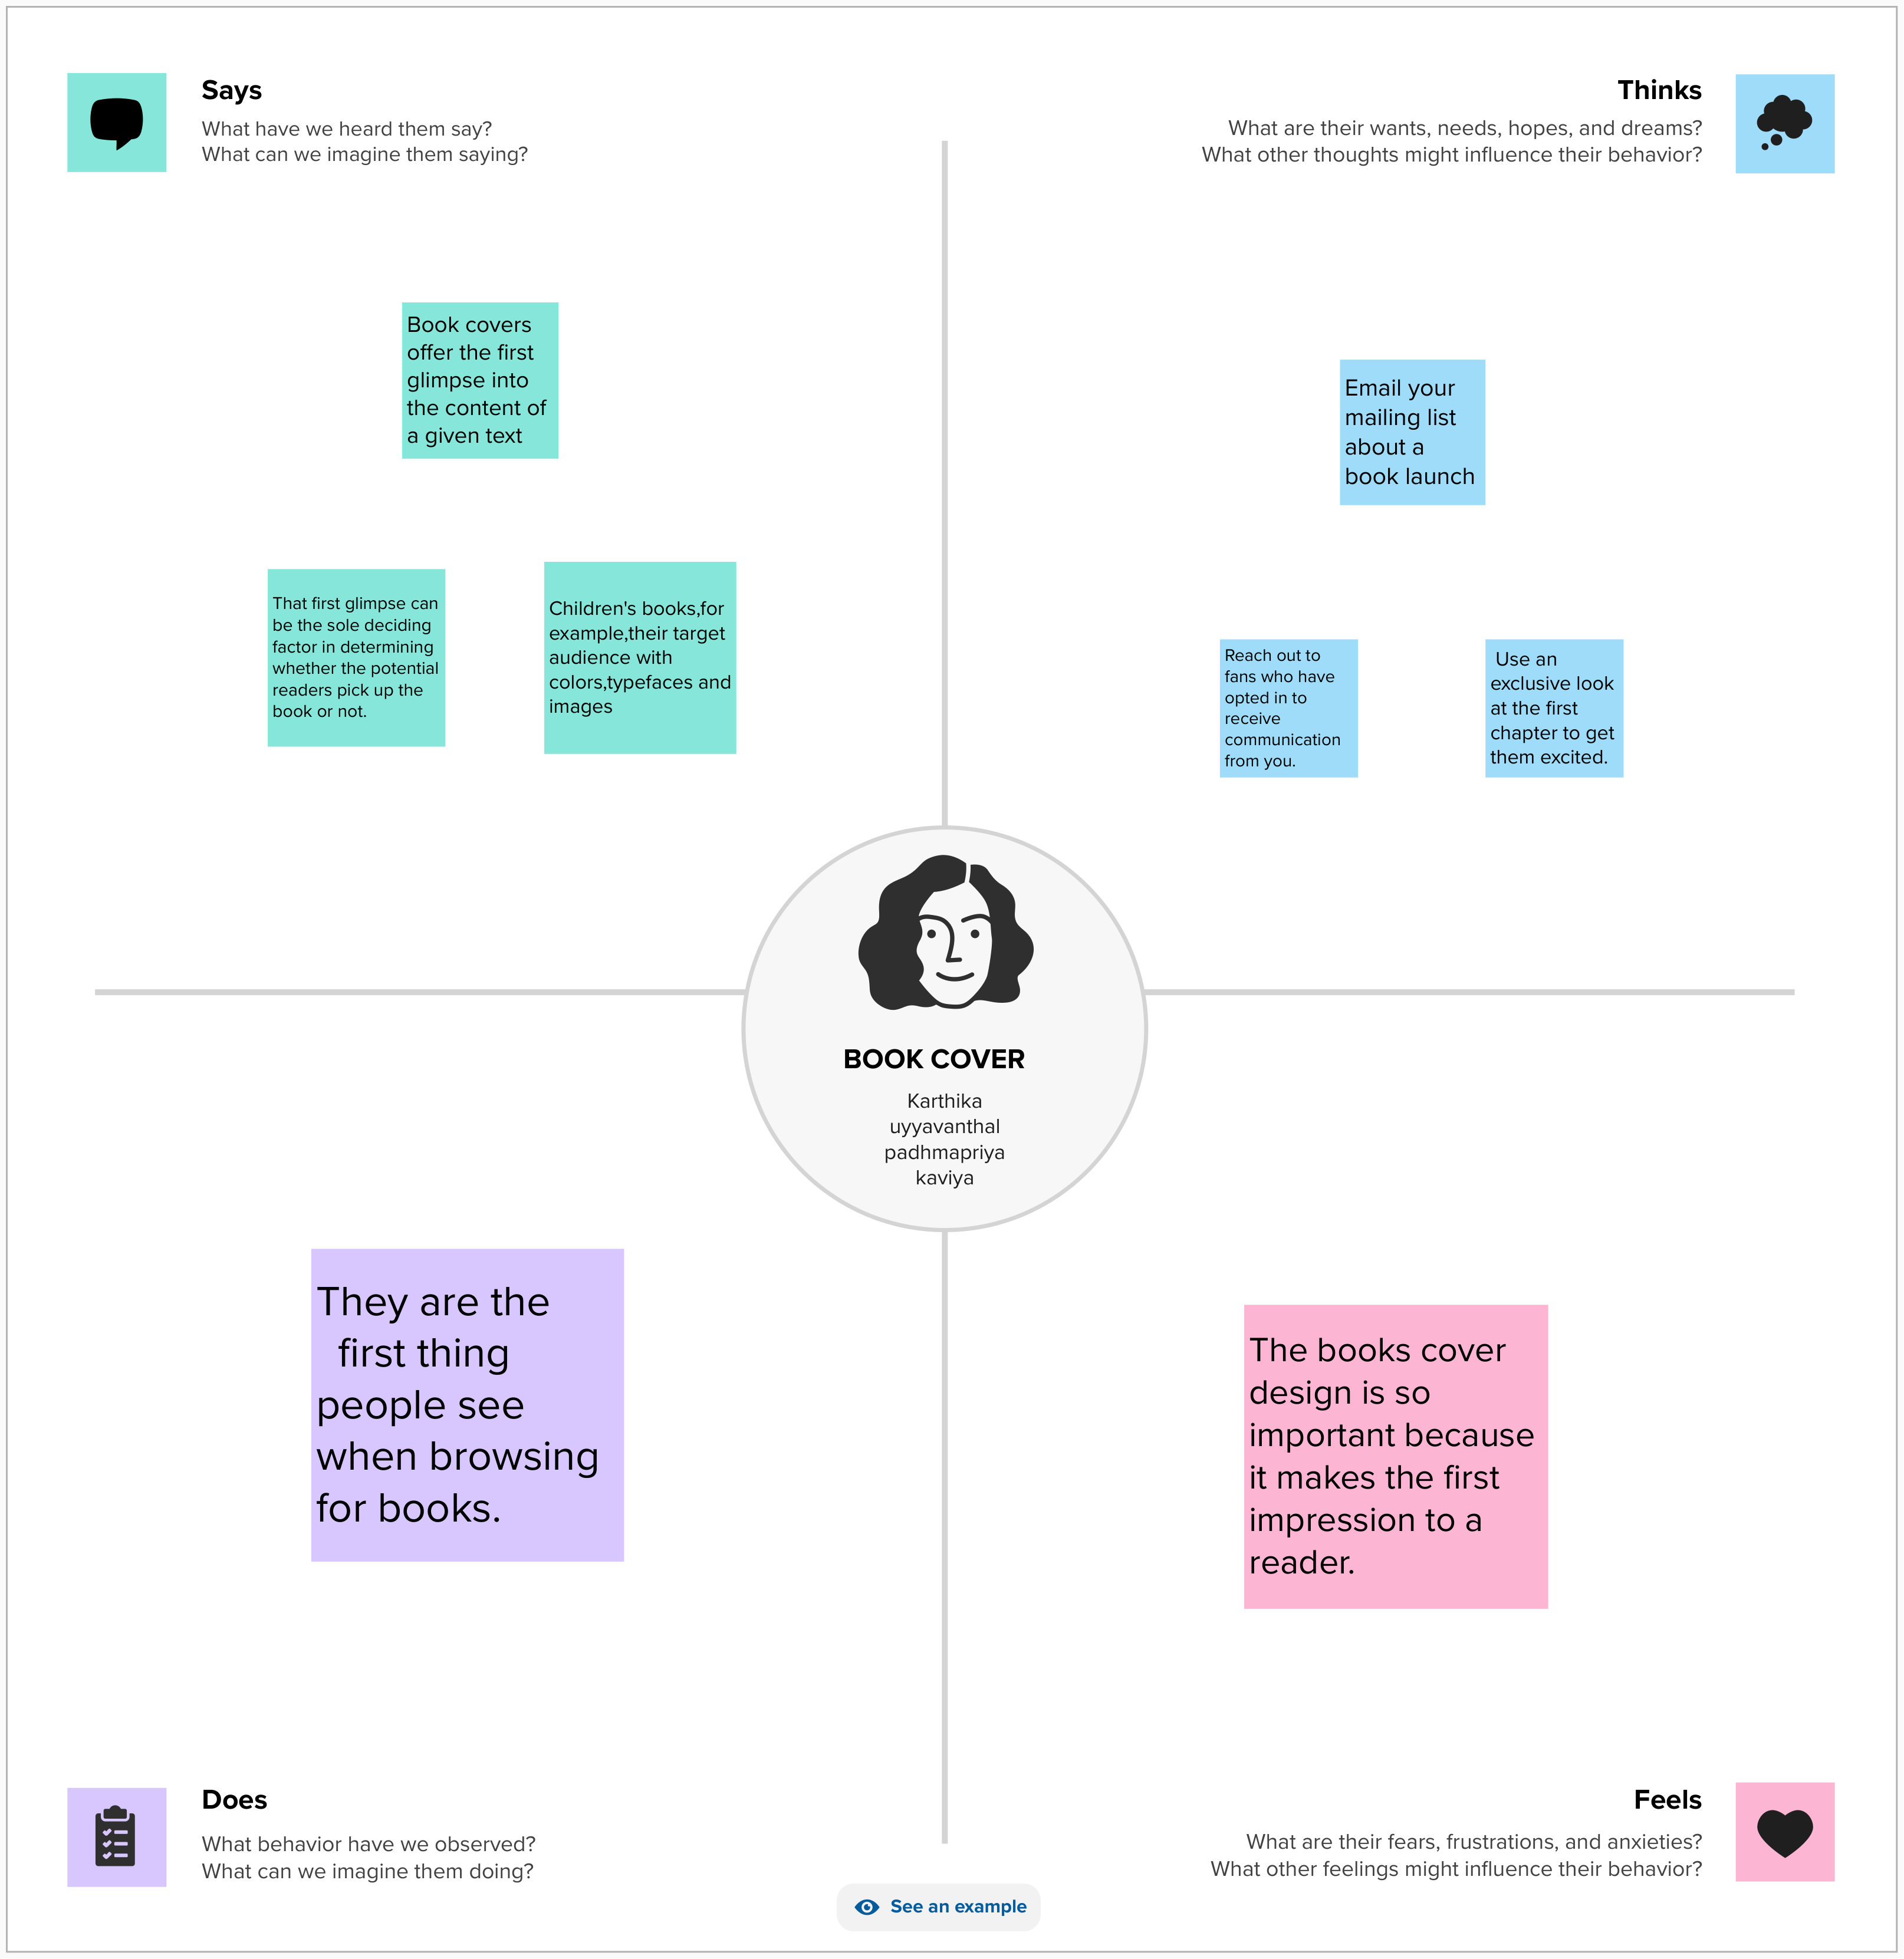 Says
What have we heard them say?
What can we imagine them saying?
Thinks
What are their wants, needs, hopes, and dreams?
What other thoughts might influence their behavior?
Book covers
offer the first
glimpse into
the content of
a given text
That first glimpse can
be the sole deciding
factor in determining
whether the potential
readers pick up the
book or not.
Children's books,for
example,their target
audience with
colors,typefaces and
images
Email your
mailing list
about a
book launch
Reach out to
fans who have
opted in to
receive
communication
from you.
Use an
exclusive look
at the first
chapter to get
them excited.
BOOK COVER
Karthika
uyyavanthal
padhmapriya
kaviya
They are the
first thing
people see
when browsing
for books.
The books cover
design is so
important because
it makes the first
impression to a
reader.
Does
What behavior have we observed?
What can we imagine them doing?
Feels
What are their fears, frustrations, and anxieties?
What other feelings might influence their behavior?
See an example